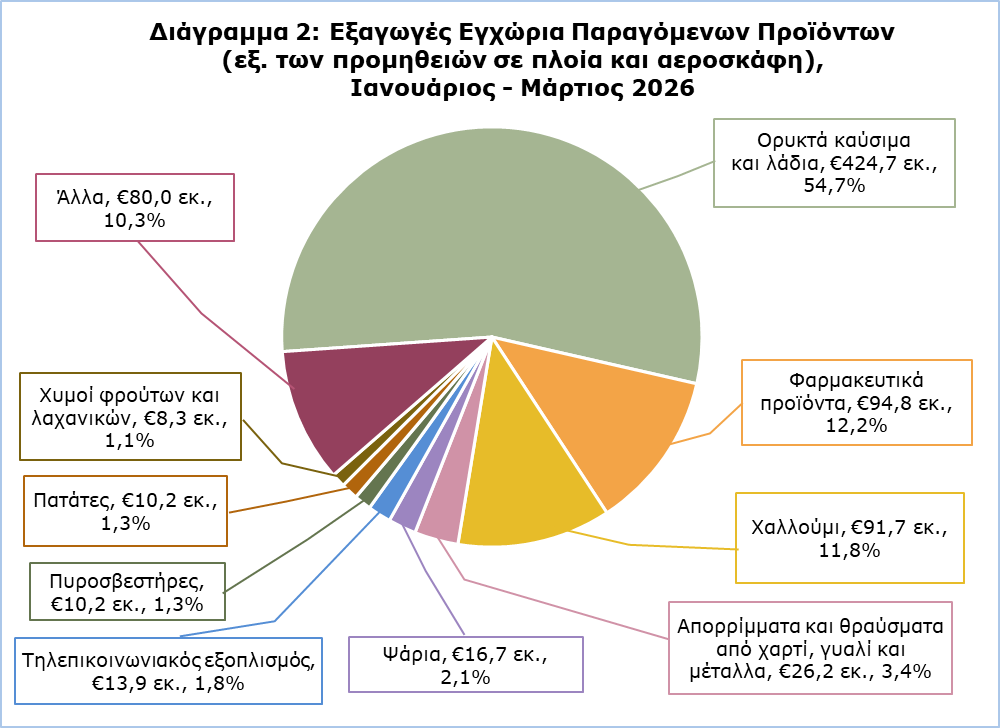 Διάγραμμα 2: Εξαγωγές Εγχώρια Παραγόμενων Προϊόντων
(εξ. των προμηθειών σε πλοία και αεροσκάφη),
Ιανουάριος - Μάρτιος 2026
Ορυκτά καύσιμα
και λάδια, €424,7 εκ.,
54,7%
Φαρμακευτικά
προϊόντα, €94,8 εκ.,
12,2%
Χαλλούμι, €91,7 εκ.,
11,8%
Απορρίμματα και θραύσματα
από χαρτί, γυαλί και
μέταλλα, €26,2 εκ., 3,4%
Ψάρια, €16,7 εκ.,
2,1%
Τηλεπικοινωνιακός εξοπλισμός,
€13,9 εκ., 1,8%
Πυροσβεστήρες,
€10,2 εκ., 1,3%
Πατάτες, €10,2 εκ.,
1,3%
Χυμοί φρούτων και
λαχανικών, €8,3 εκ.,
1,1%
Άλλα, €80,0 εκ.,
10,3%